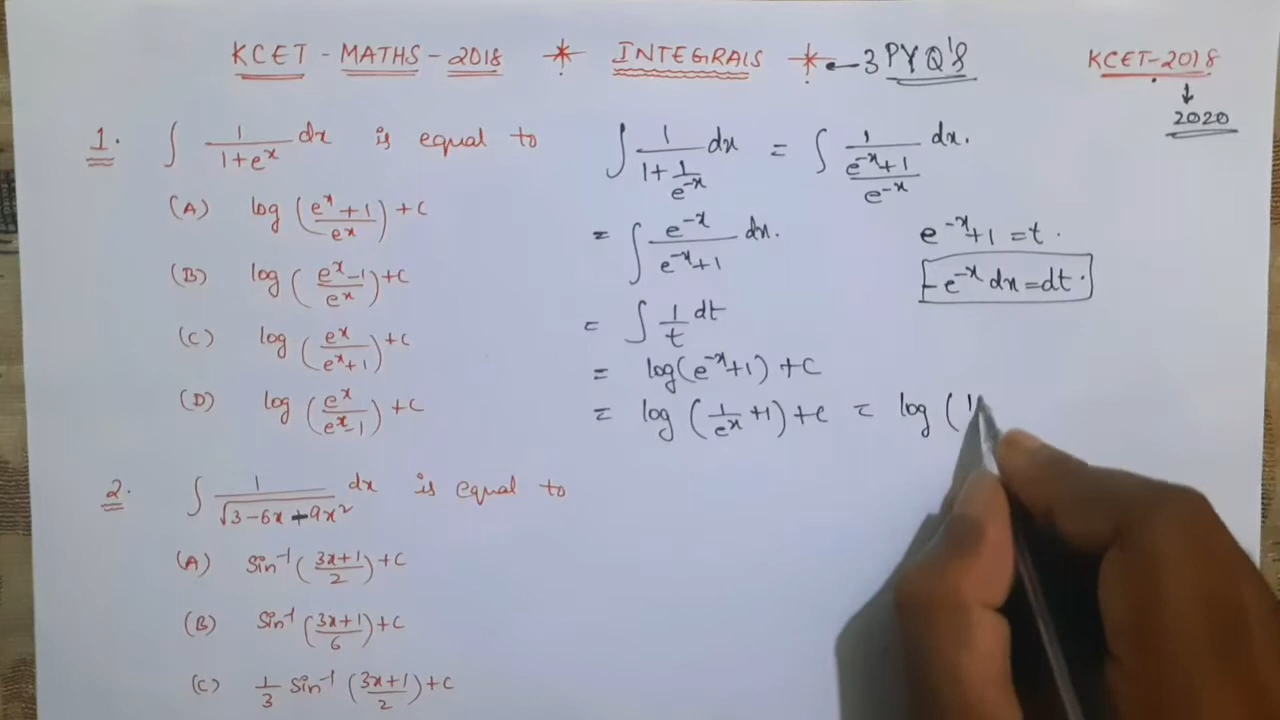 KCET - MATHS - 2018 * INTEGRALS * 3 PYQ'S
KCET-2018
↓
2020
1. ∫ 1/(1+e^x) dx is equal to
(A) log ((e^x+1)/e^x) +C
(B) log ((e^x-1)/e^x) +C
(C) log (e^x/(e^x+1)) +C
(D) log (e^x/(e^x-1)) +C
∫ 1/(1+1/e^-x) dx = ∫ 1/((e^-x+1)/e^-x) dx.
= ∫ e^-x/(e^-x+1) dx.
e^-x+1 = t.
-e^-x dx = dt.
= ∫ 1/t dt
= log(e^-x+1) +C
= log (1/e^x +1) +C = log (1
2. ∫ 1/√(3-6x-9x²) dx is equal to
(A) Sin^-1 ((3x+1)/2) +C
(B) Sin^-1 ((3x+1)/6) +C
(C) 1/3 Sin^-1 ((3x+1)/2) +C